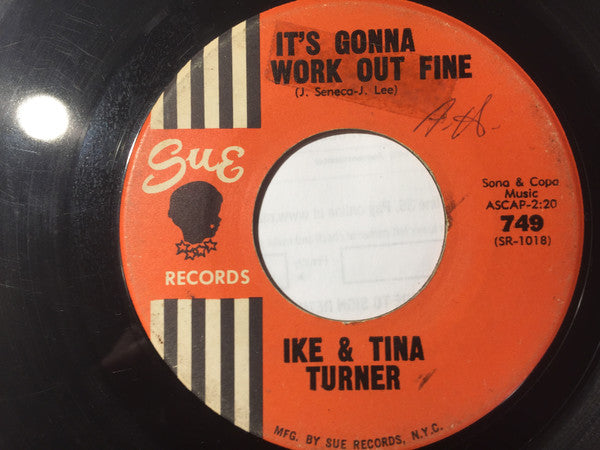 IT'S GONNA
WORK OUT FINE
(J. Seneca-J. Lee)
A.H.
Sue
RECORDS
Sona & Copa
Music
ASCAP-2:20
749
(SR-1018)
IKE & TINA
TURNER
MFG. BY SUE RECORDS, N.Y.C.